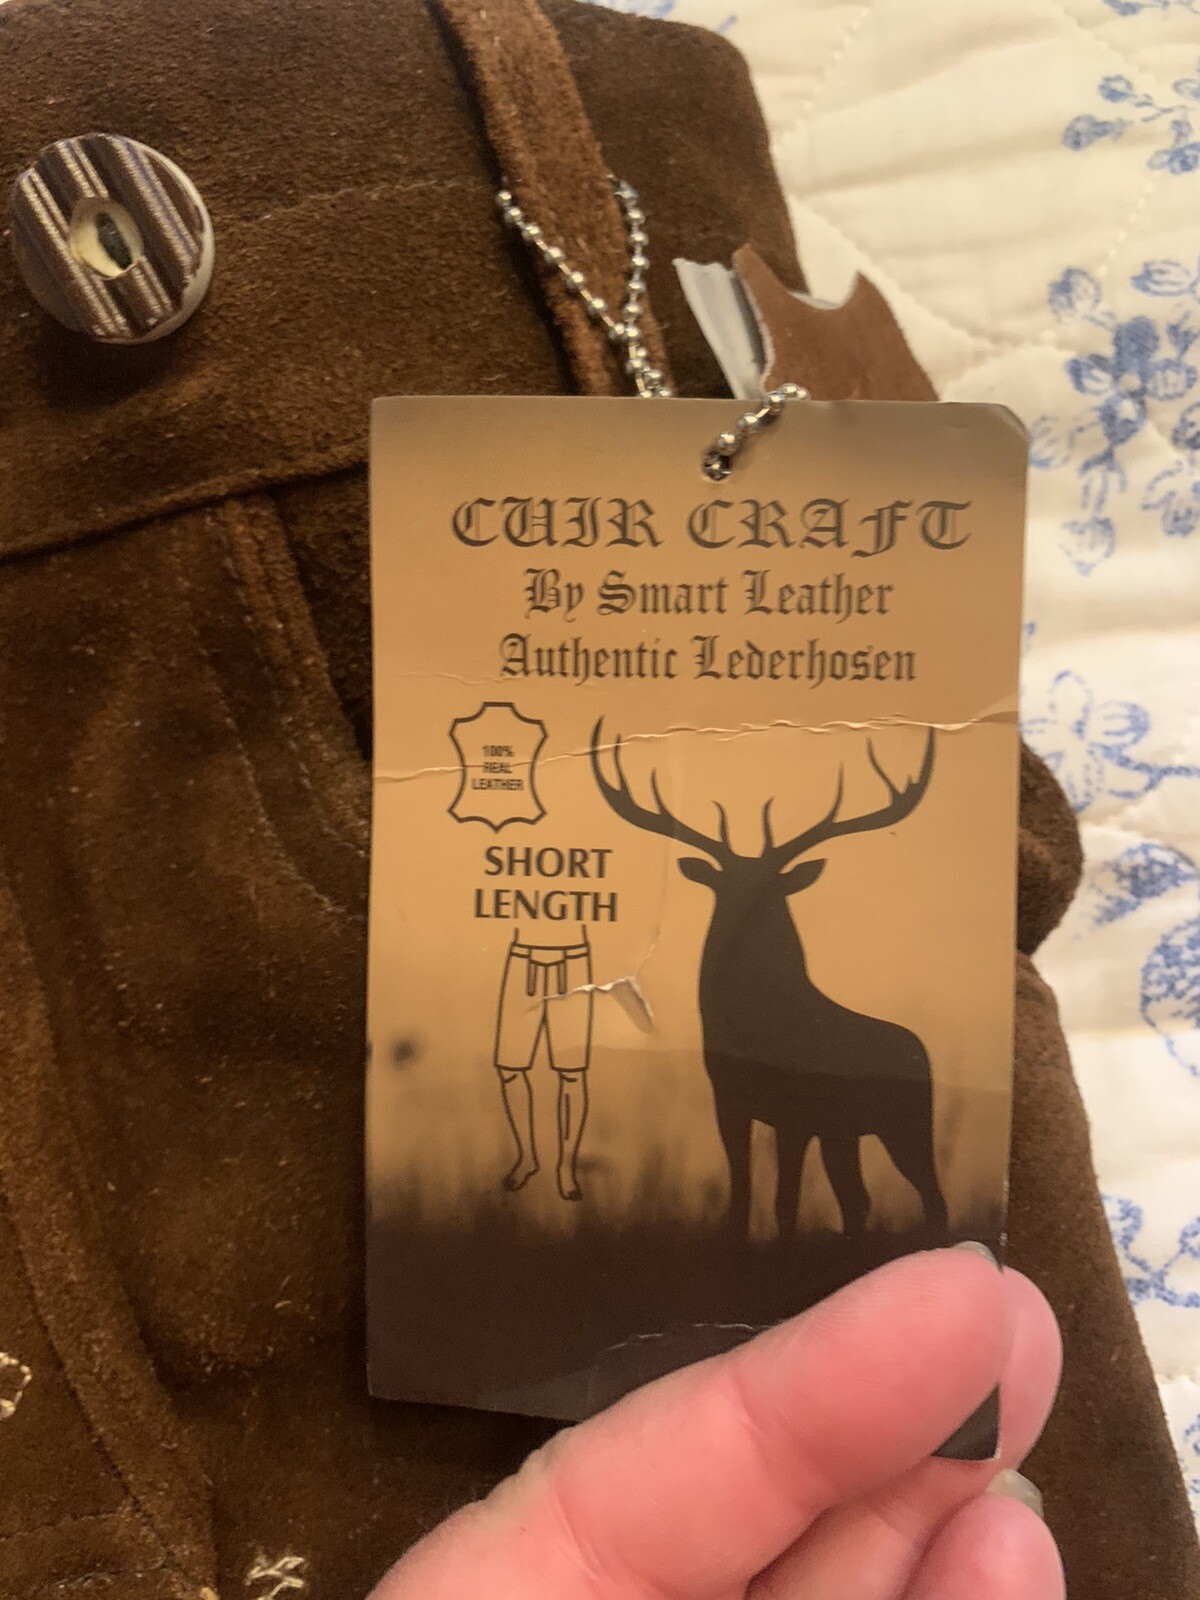 CUIR CRAFT
By Smart Leather
Authentic Lederhosen
100%
REAL
LEATHER
SHORT
LENGTH